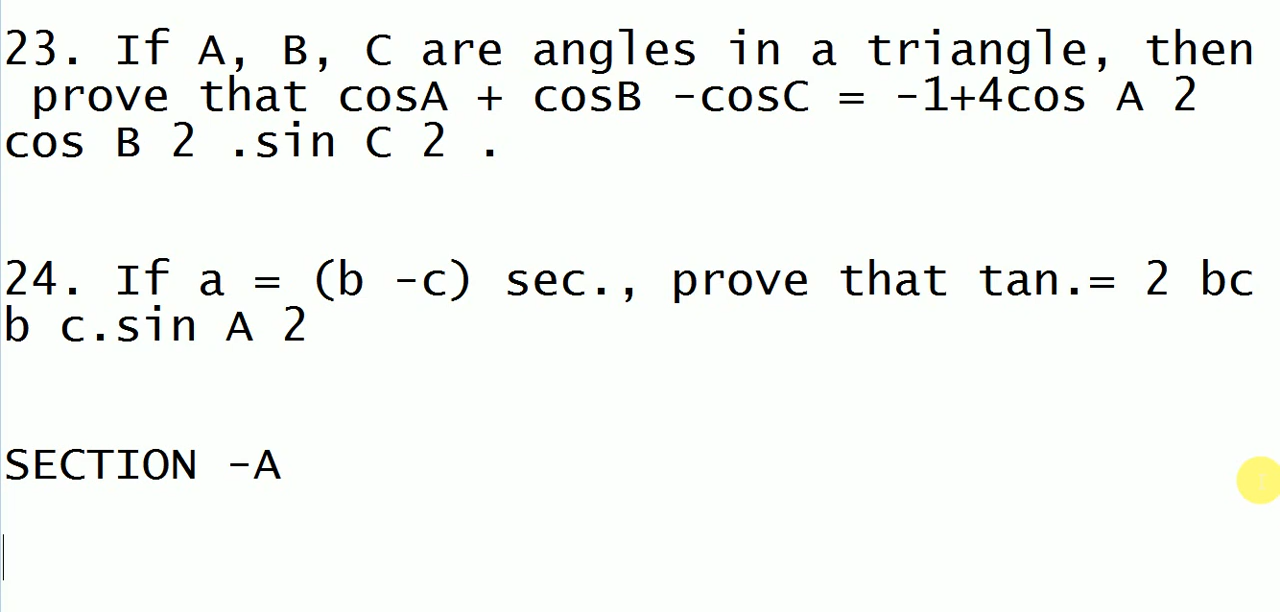 23. If A, B, C are angles in a triangle, then
prove that cosA + cosB -cosC = -1+4cos A 2
cos B 2 .sin C 2 .
24. If a = (b -c) sec., prove that tan.= 2 bc
b c.sin A 2
SECTION -A